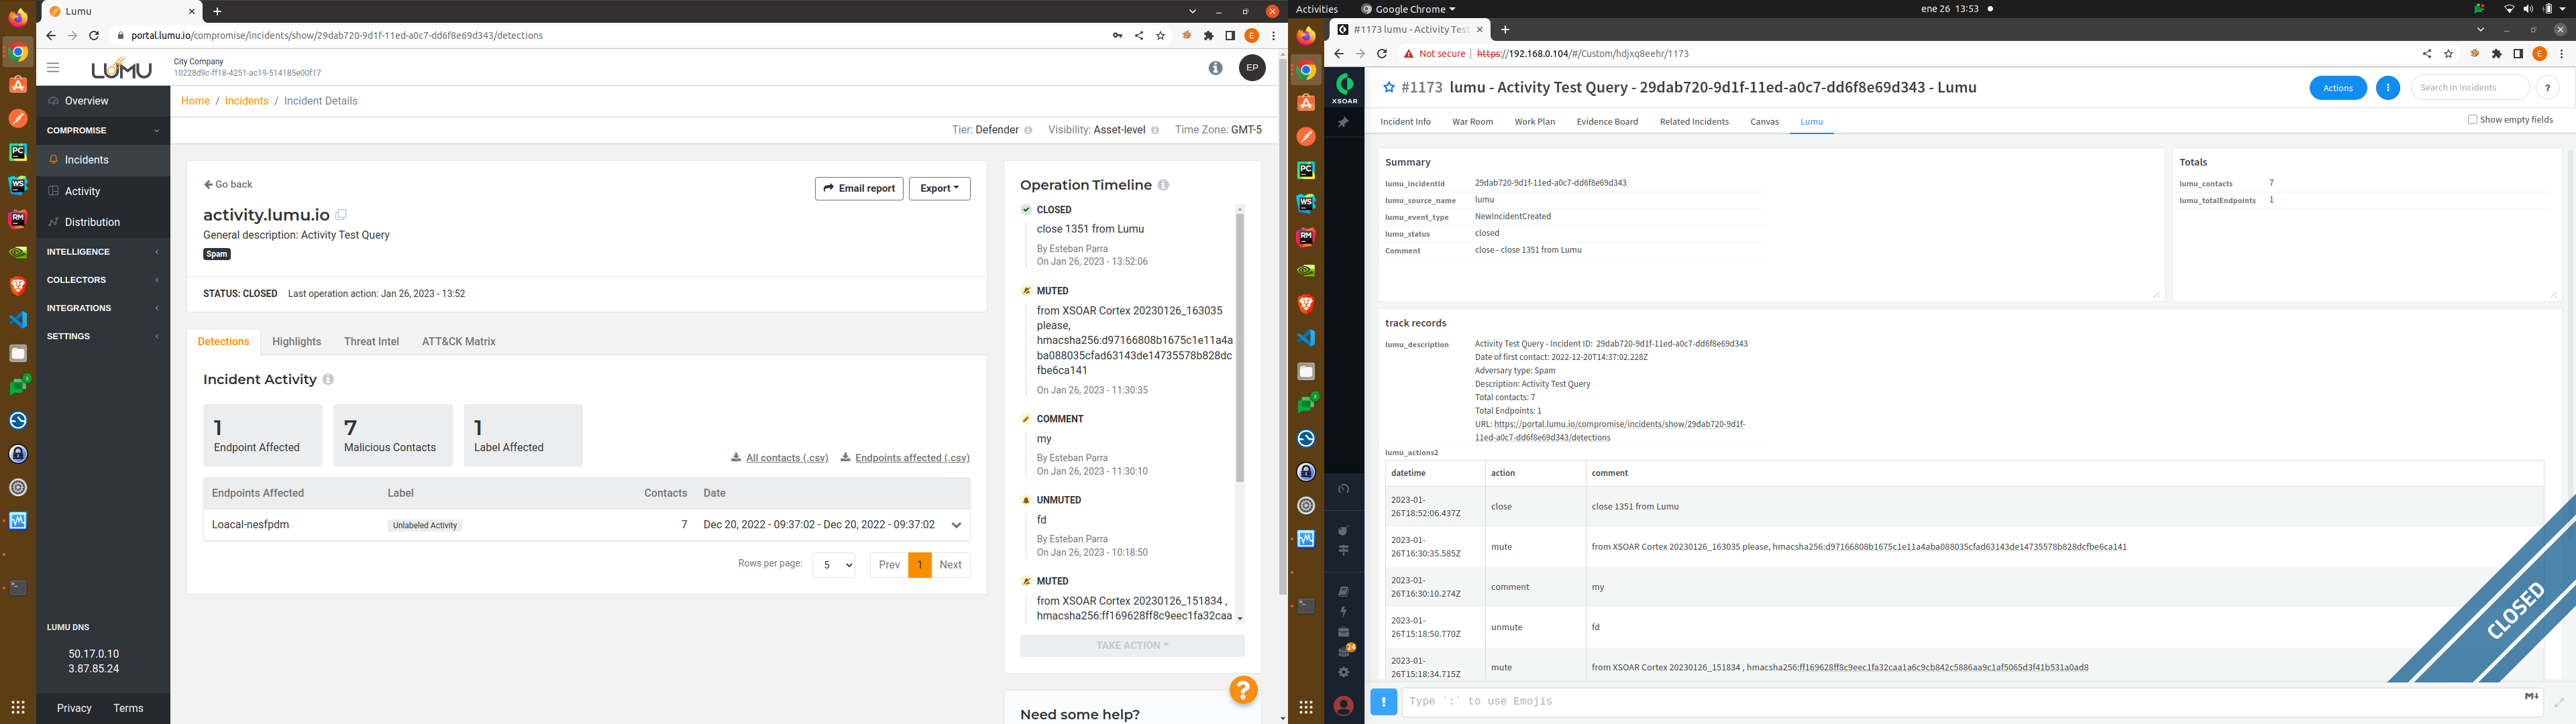 Lumu
portal.lumu.io/compromise/incidents/show/29dab720-9d1f-11ed-a0c7-dd6f8e69d343/detections
E
LUMU
City Company
10228d9c-ff18-4251-ac19-514185e00f17
EP
Overview
COMPROMISE
Incidents
Activity
Distribution
INTELLIGENCE
COLLECTORS
INTEGRATIONS
SETTINGS
LUMU DNS
50.17.0.10
3.87.85.24
Privacy Terms
Home / Incidents / Incident Details
Tier: Defender Visibility: Asset-level Time Zone: GMT-5
Go back
Email report
Export
activity.lumu.io
General description: Activity Test Query
Spam
STATUS: CLOSED Last operation action: Jan 26, 2023 - 13:52
Detections Highlights Threat Intel ATT&CK Matrix
Incident Activity
1
Endpoint Affected
7
Malicious Contacts
1
Label Affected
All contacts (.csv) Endpoints affected (.csv)
Endpoints Affected Label Contacts Date
Loacal-nesfpdm Unlabeled Activity 7 Dec 20, 2022 - 09:37:02 - Dec 20, 2022 - 09:37:02
Rows per page: 5 Prev 1 Next
Operation Timeline
CLOSED
close 1351 from Lumu
By Esteban Parra
On Jan 26, 2023 - 13:52:06
MUTED
from XSOAR Cortex 20230126_163035
please,
hmacsha256:d97166808b1675c1e11a4a
ba088035cfad63143de14735578b828dc
fbe6ca141
On Jan 26, 2023 - 11:30:35
COMMENT
my
By Esteban Parra
On Jan 26, 2023 - 11:30:10
UNMUTED
fd
By Esteban Parra
On Jan 26, 2023 - 10:18:50
MUTED
from XSOAR Cortex 20230126_151834 ,
hmacsha256:ff169628ff8c9eec1fa32caa
TAKE ACTION
Need some help?
?
Activities Google Chrome ene 26 13:53
#1173 lumu - Activity Test
Not secure https://192.168.0.104/#/Custom/hdjxq8eehr/1173
E
XSOAR
24
#1173 lumu - Activity Test Query - 29dab720-9d1f-11ed-a0c7-dd6f8e69d343 - Lumu
Actions
Search in Incidents
?
Incident Info War Room Work Plan Evidence Board Related Incidents Canvas Lumu
Show empty fields
Summary
lumu_incidentId 29dab720-9d1f-11ed-a0c7-dd6f8e69d343
lumu_source_name lumu
lumu_event_type NewIncidentCreated
lumu_status closed
Comment close - close 1351 from Lumu
Totals
lumu_contacts 7
lumu_totalEndpoints 1
track records
lumu_description Activity Test Query - Incident ID: 29dab720-9d1f-11ed-a0c7-dd6f8e69d343
Date of first contact: 2022-12-20T14:37:02.228Z
Adversary type: Spam
Description: Activity Test Query
Total contacts: 7
Total Endpoints: 1
URL: https://portal.lumu.io/compromise/incidents/show/29dab720-9d1f-
11ed-a0c7-dd6f8e69d343/detections
lumu_actions2
datetime action comment
2023-01-
26T18:52:06.437Z close close 1351 from Lumu
2023-01-
26T16:30:35.585Z mute from XSOAR Cortex 20230126_163035 please, hmacsha256:d97166808b1675c1e11a4aba088035cfad63143de14735578b828dcfbe6ca141
2023-01-
26T16:30:10.274Z comment my
2023-01-
26T15:18:50.770Z unmute fd
2023-01-
26T15:18:34.715Z mute from XSOAR Cortex 20230126_151834 , hmacsha256:ff169628ff8c9eec1fa32caa1a6c9cb842c5886aa9c1af5065d3f41b531a0ad8
CLOSED
! Type `:` to use Emojis
M